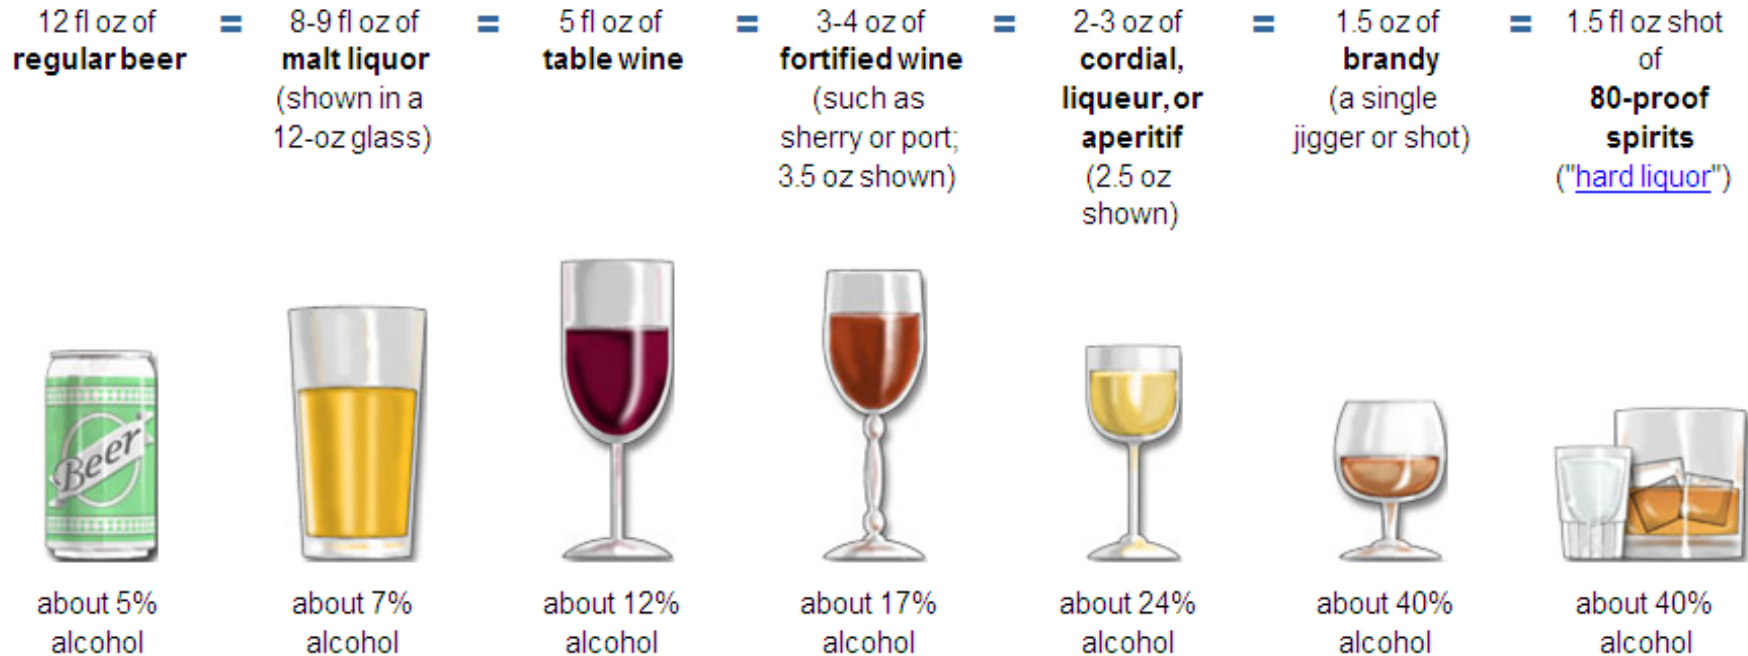 12 fl oz of
regular beer
=
8-9 fl oz of
malt liquor
(shown in a
12-oz glass)
=
5 fl oz of
table wine
=
3-4 oz of
fortified wine
(such as
sherry or port;
3.5 oz shown)
=
2-3 oz of
cordial,
liqueur, or
aperitif
(2.5 oz
shown)
=
1.5 oz of
brandy
(a single
jigger or shot)
=
1.5 fl oz shot
of
80-proof
spirits
("hard liquor")
Beer
about 5%
alcohol
about 7%
alcohol
about 12%
alcohol
about 17%
alcohol
about 24%
alcohol
about 40%
alcohol
about 40%
alcohol